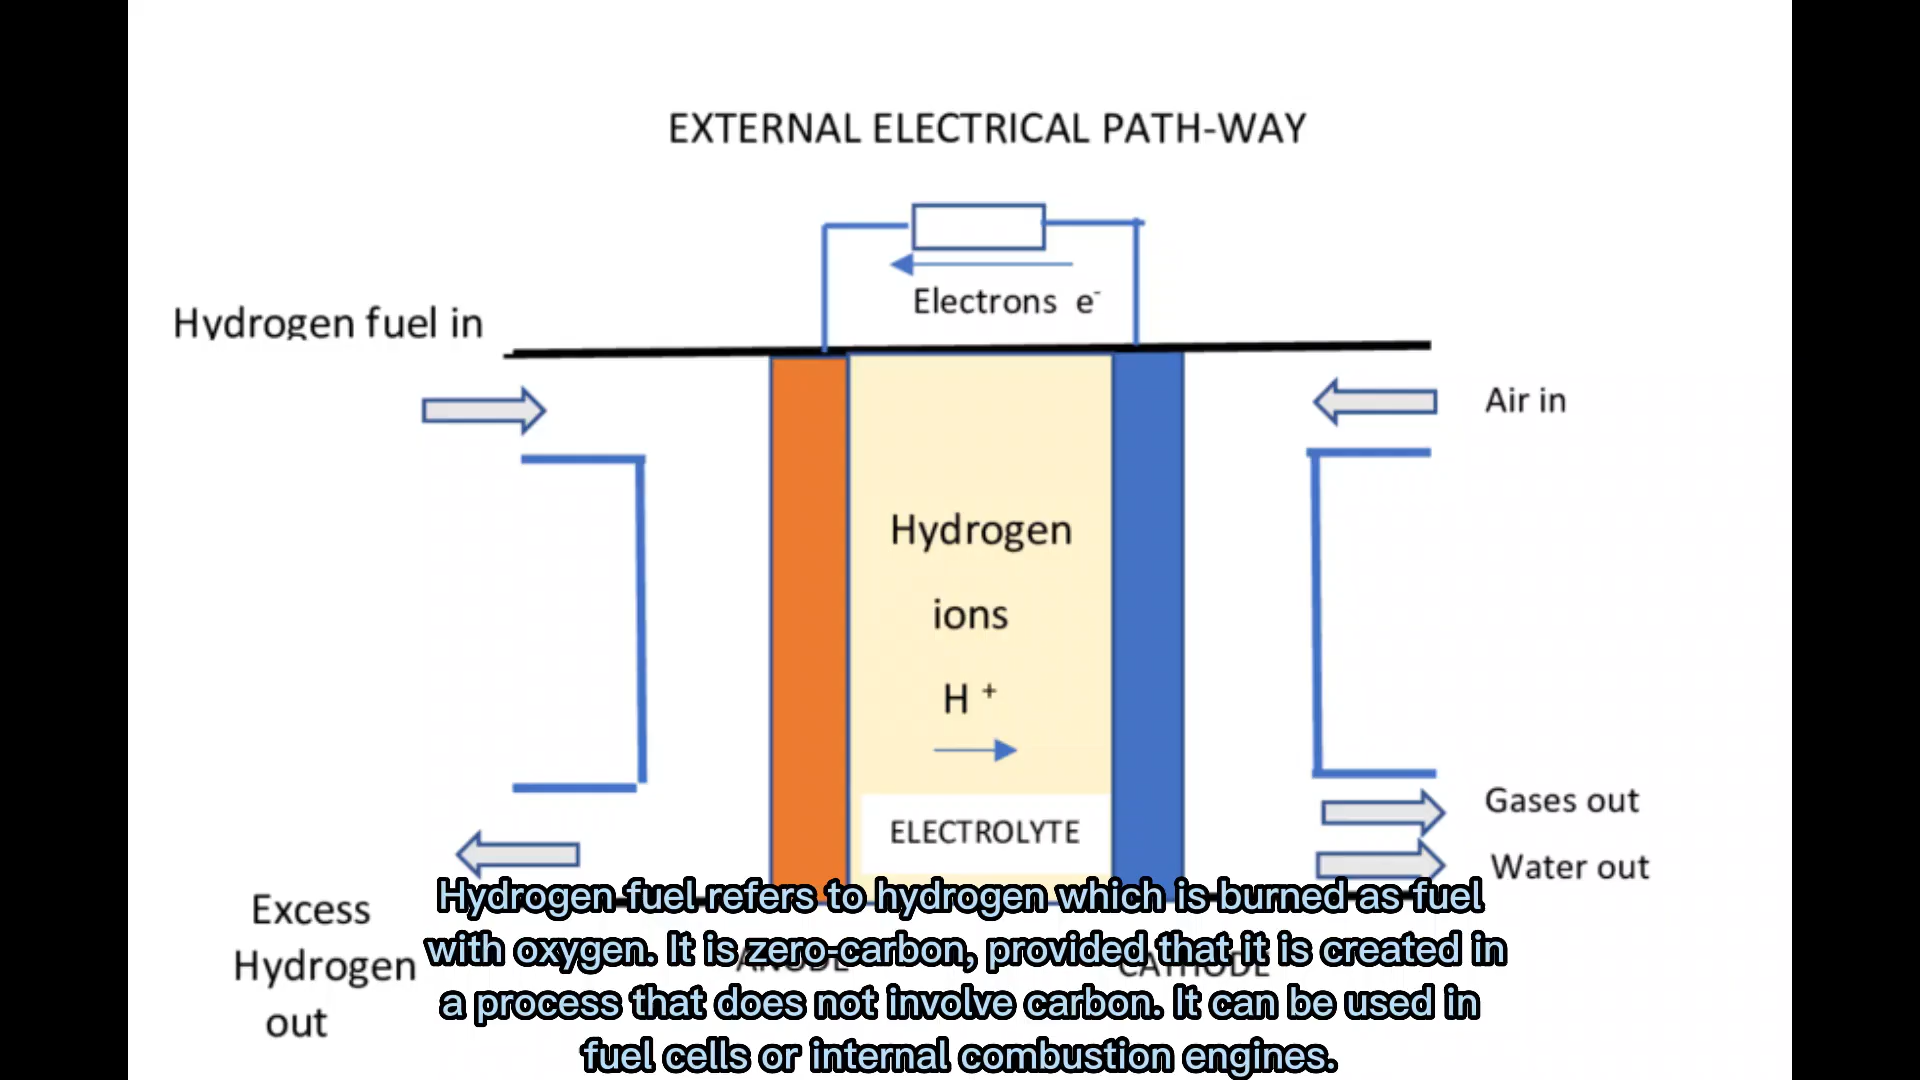 EXTERNAL ELECTRICAL PATH-WAY
Electrons e⁻
Hydrogen fuel in
Air in
Hydrogen
ions
H ⁺
ELECTROLYTE
Gases out
Water out
Excess
Hydrogen
out
ANODE
CATHODE
Hydrogen fuel refers to hydrogen which is burned as fuel
with oxygen. It is zero-carbon, provided that it is created in
a process that does not involve carbon. It can be used in
fuel cells or internal combustion engines.